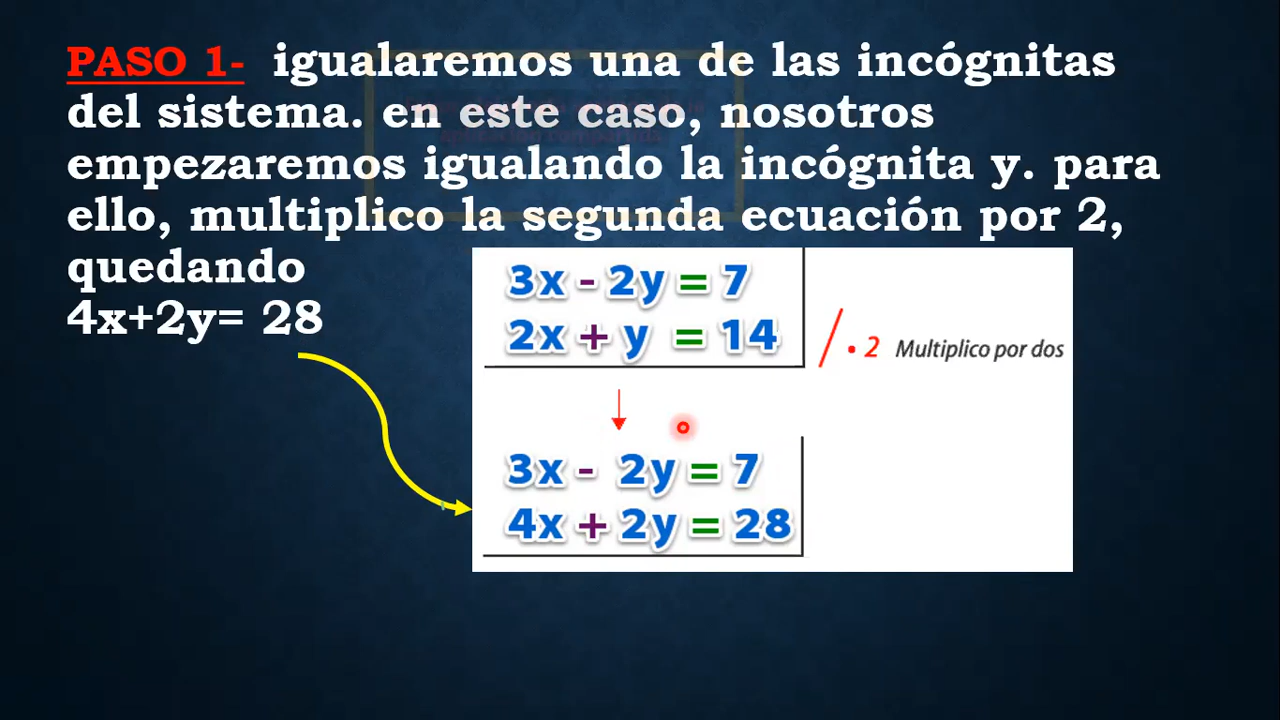 PASO 1- igualaremos una de las incógnitas
del sistema. en este caso, nosotros
empezaremos igualando la incógnita y. para
ello, multiplico la segunda ecuación por 2,
quedando
4x+2y= 28
3x - 2y = 7
2x + y = 14
/ . 2 Multiplico por dos
3x - 2y = 7
4x + 2y = 28